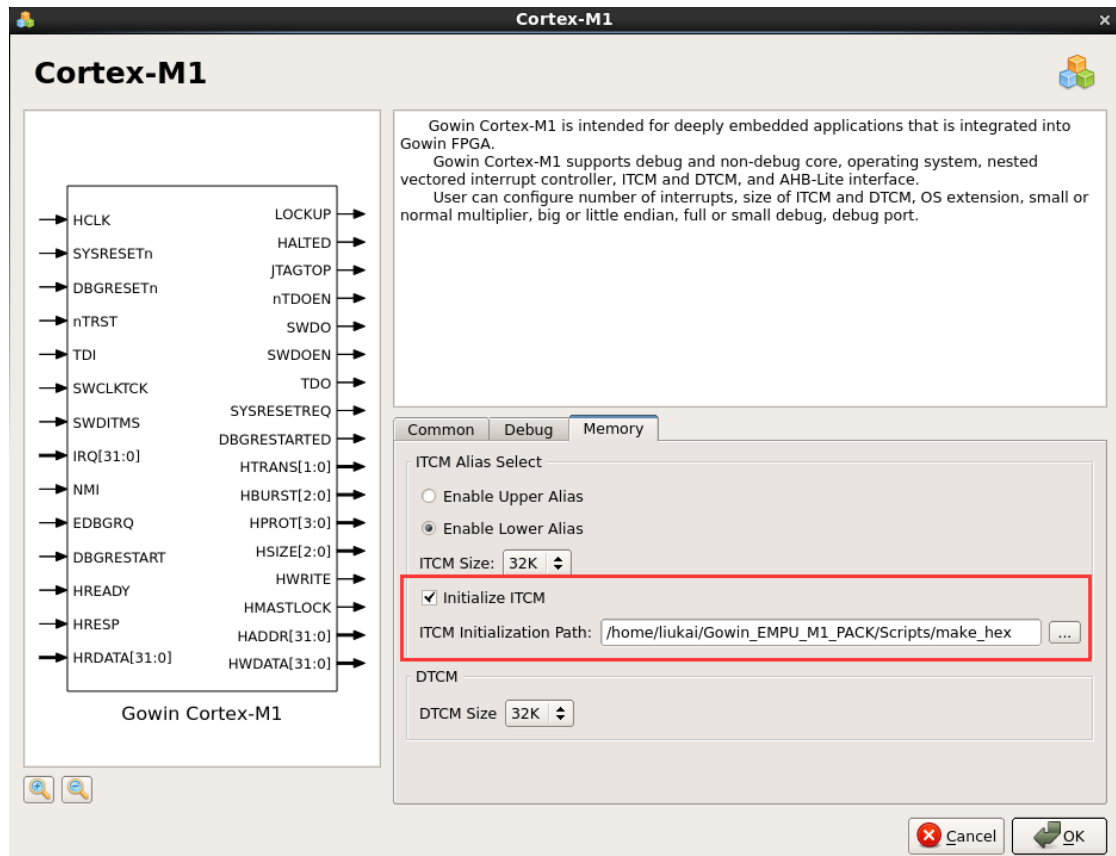 Cortex-M1
Cortex-M1
HCLK
SYSRESETn
DBGRESETn
nTRST
TDI
SWCLKTCK
SWDITMS
IRQ[31:0]
NMI
EDBGRQ
DBGRESTART
HREADY
HRESP
HRDATA[31:0]
LOCKUP
HALTED
JTAGTOP
nTDOEN
SWDO
SWDOEN
TDO
SYSRESETREQ
DBGRESTARTED
HTRANS[1:0]
HBURST[2:0]
HPROT[3:0]
HSIZE[2:0]
HWRITE
HMASTLOCK
HADDR[31:0]
HWDATA[31:0]
Gowin Cortex-M1
Gowin Cortex-M1 is intended for deeply embedded applications that is integrated into
Gowin FPGA.
Gowin Cortex-M1 supports debug and non-debug core, operating system, nested
vectored interrupt controller, ITCM and DTCM, and AHB-Lite interface.
User can configure number of interrupts, size of ITCM and DTCM, OS extension, small or
normal multiplier, big or little endian, full or small debug, debug port.
Common Debug Memory
ITCM Alias Select
Enable Upper Alias
Enable Lower Alias
ITCM Size: 32K
Initialize ITCM
ITCM Initialization Path: /home/liukai/Gowin_EMPU_M1_PACK/Scripts/make_hex ...
DTCM
DTCM Size 32K
Cancel OK